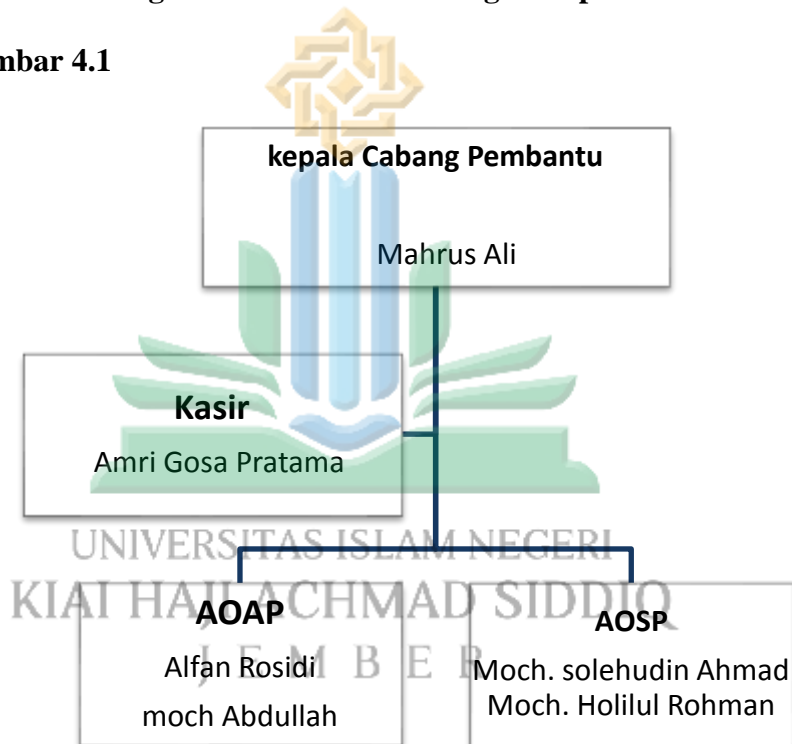 mbar 4.1
kepala Cabang Pembantu
Mahrus Ali
Kasir
Amri Gosa Pratama
UNIVERSITAS ISLAM NEGERI
KIAI HAJI ACHMAD SIDDIQ
JEMBER
AOAP
Alfan Rosidi
moch Abdullah
AOSP
Moch. solehudin Ahmad
Moch. Holilul Rohman